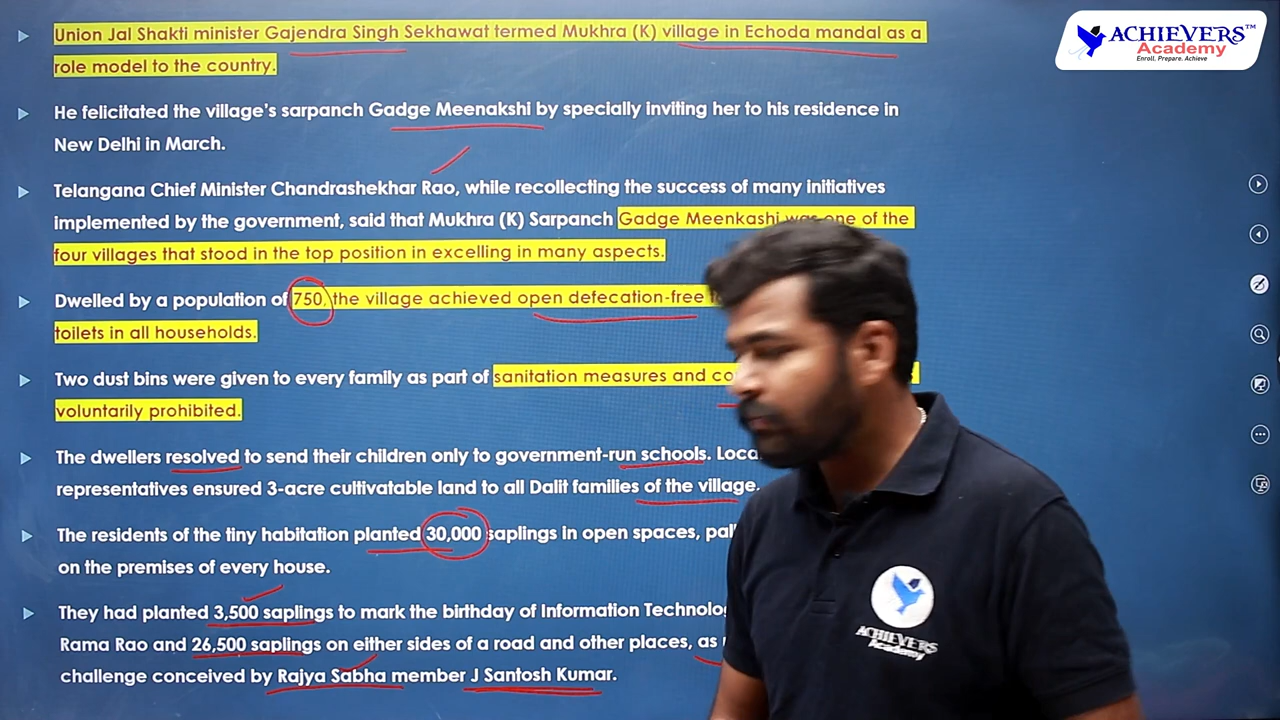 Union Jal Shakti minister Gajendra Singh Sekhawat termed Mukhra (K) village in Echoda mandal as a
role model to the country.
He felicitated the village's sarpanch Gadge Meenakshi by specially inviting her to his residence in
New Delhi in March.
Telangana Chief Minister Chandrashekhar Rao, while recollecting the success of many initiatives
implemented by the government, said that Mukhra (K) Sarpanch Gadge Meenkashi was one of the
four villages that stood in the top position in excelling in many aspects.
Dwelled by a population of 750, the village achieved open defecation-free
toilets in all households.
Two dust bins were given to every family as part of sanitation measures and
voluntarily prohibited.
The dwellers resolved to send their children only to government-run schools.
representatives ensured 3-acre cultivatable land to all Dalit families of the village.
The residents of the tiny habitation planted 30,000 saplings in open spaces,
on the premises of every house.
They had planted 3,500 saplings to mark the birthday of Information
Rama Rao and 26,500 saplings on either sides of a road and other places, as
challenge conceived by Rajya Sabha member J Santosh Kumar.
ACHIEVERS™
Academy
Enroll. Prepare. Achieve
ACHIEVERS
Academy